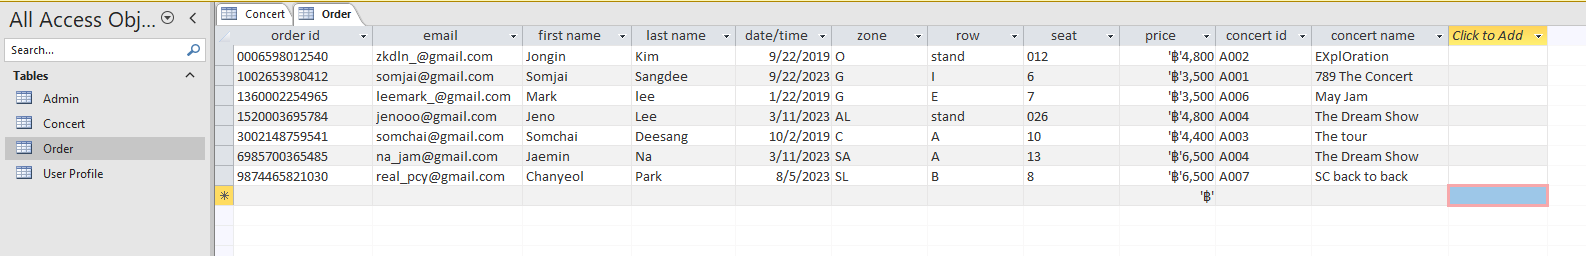 All Access Obj...
Search...
Tables
Admin
Concert
Order
User Profile
Concert Order
order id email first name last name date/time zone row seat price concert id concert name Click to Add
0006598012540 zkdln_@gmail.com Jongin Kim 9/22/2019 O stand 012 '฿'4,800 A002 EXplOration
1002653980412 somjai@gmail.com Somjai Sangdee 9/22/2023 G I 6 '฿'3,500 A001 789 The Concert
1360002254965 leemark_@gmail.com Mark lee 1/22/2019 G E 7 '฿'3,500 A006 May Jam
1520003695784 jenooo@gmail.com Jeno Lee 3/11/2023 AL stand 026 '฿'4,800 A004 The Dream Show
3002148759541 somchai@gmail.com Somchai Deesang 10/2/2019 C A 10 '฿'4,400 A003 The tour
6985700365485 na_jam@gmail.com Jaemin Na 3/11/2023 SA A 13 '฿'6,500 A004 The Dream Show
9874465821030 real_pcy@gmail.com Chanyeol Park 8/5/2023 SL B 8 '฿'6,500 A007 SC back to back
'฿'